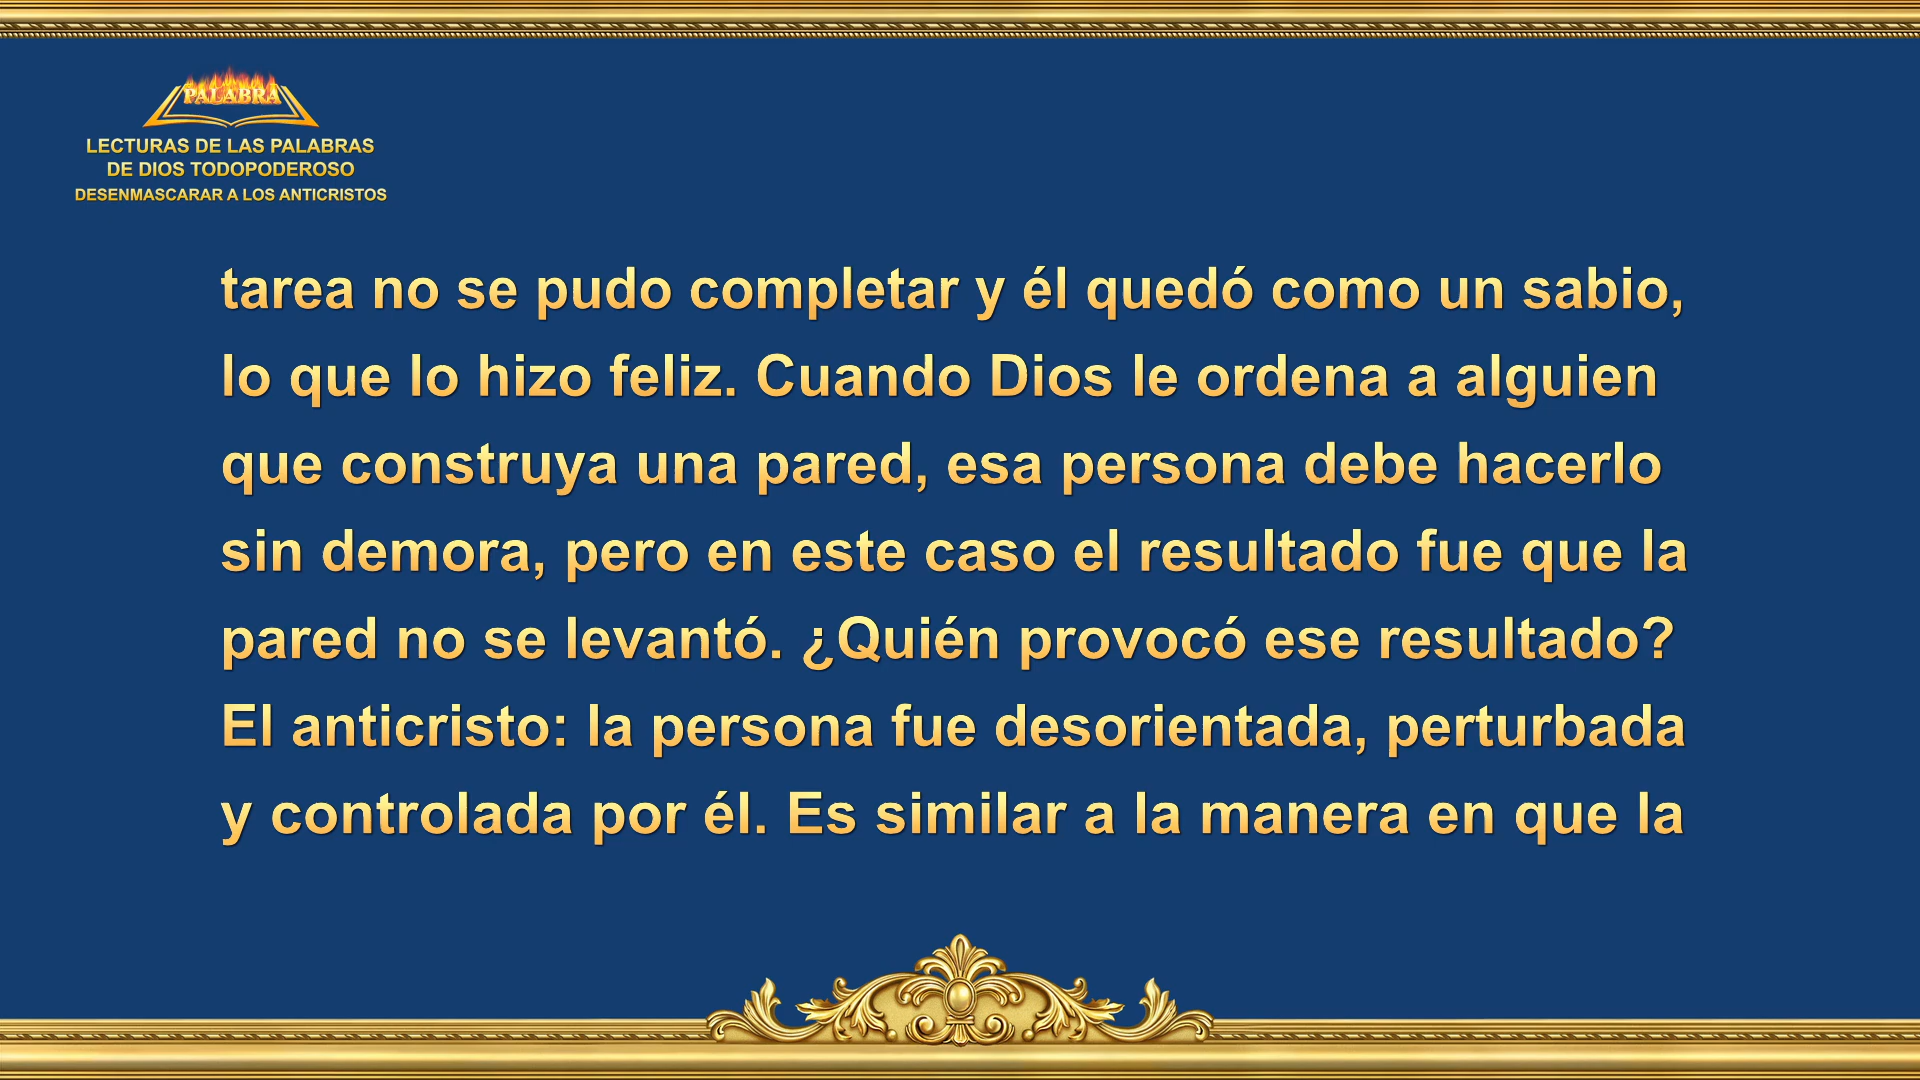 PALABRA
LECTURAS DE LAS PALABRAS
DE DIOS TODOPODEROSO
DESENMASCARAR A LOS ANTICRISTOS
tarea no se pudo completar y él quedó como un sabio,
lo que lo hizo feliz. Cuando Dios le ordena a alguien
que construya una pared, esa persona debe hacerlo
sin demora, pero en este caso el resultado fue que la
pared no se levantó. ¿Quién provocó ese resultado?
El anticristo: la persona fue desorientada, perturbada
y controlada por él. Es similar a la manera en que la